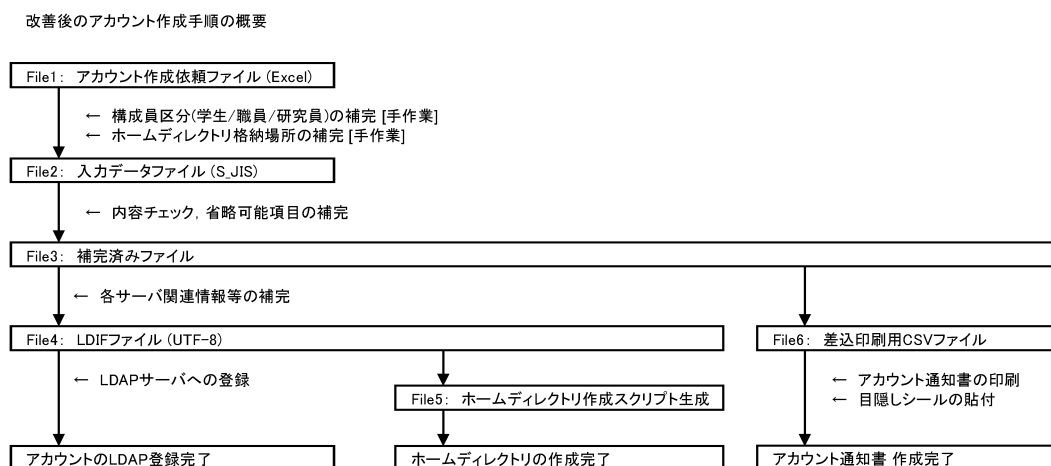 改善後のアカウント作成手順の概要
File1: アカウント作成依頼ファイル (Excel)
← 構成員区分(学生/職員/研究員)の補完 [手作業]
← ホームディレクトリ格納場所の補完 [手作業]
File2: 入力データファイル (S_JIS)
← 内容チェック, 省略可能項目の補完
File3: 補完済みファイル
← 各サーバ関連情報等の補完
File4: LDIFファイル (UTF-8)
File6: 差込印刷用CSVファイル
← LDAPサーバへの登録
← アカウント通知書の印刷
← 目隠しシールの貼付
File5: ホームディレクトリ作成スクリプト生成
アカウントのLDAP登録完了
ホームディレクトリの作成完了
アカウント通知書 作成完了